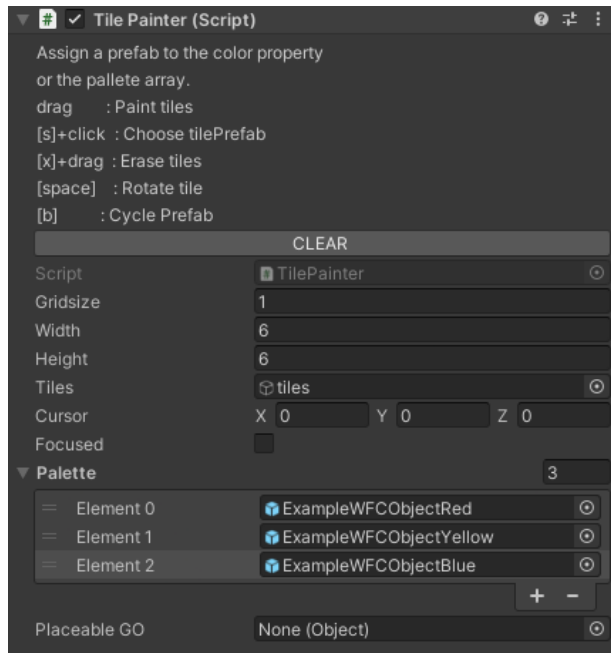 Tile Painter (Script)
Assign a prefab to the color property
or the pallete array.
drag : Paint tiles
[s]+click : Choose tilePrefab
[x]+drag : Erase tiles
[space] : Rotate tile
[b] : Cycle Prefab
CLEAR
Script TilePainter
Gridsize 1
Width 6
Height 6
Tiles tiles
Cursor X 0 Y 0 Z 0
Focused
Palette 3
Element 0 ExampleWFCObjectRed
Element 1 ExampleWFCObjectYellow
Element 2 ExampleWFCObjectBlue
+ −
Placeable GO None (Object)